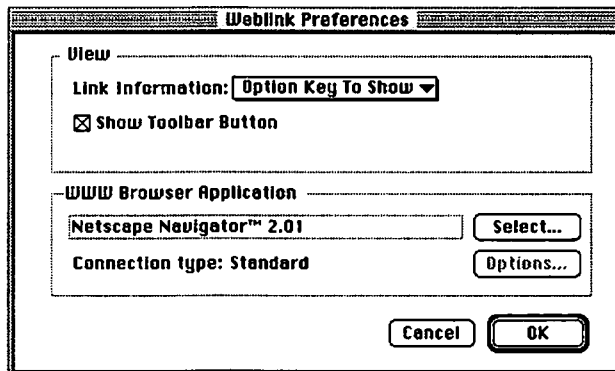 Weblink Preferences
View
Link Information: Option Key To Show
Show Toolbar Button
WWW Browser Application
Netscape Navigator™ 2.01 Select...
Connection type: Standard Options...
Cancel OK